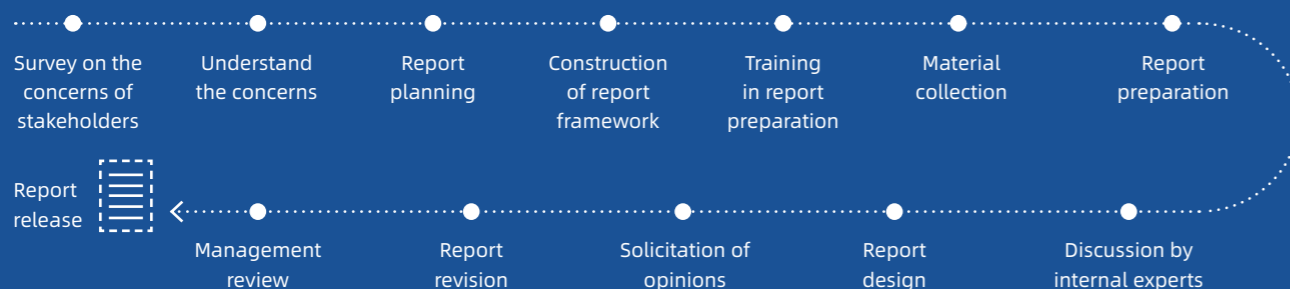 Survey on the
concerns of
stakeholders
Understand
the concerns
Report
planning
Construction
of report
framework
Training
in report
preparation
Material
collection
Report
preparation
Discussion by
internal experts
Report
design
Solicitation of
opinions
Report
revision
Management
review
Report
release